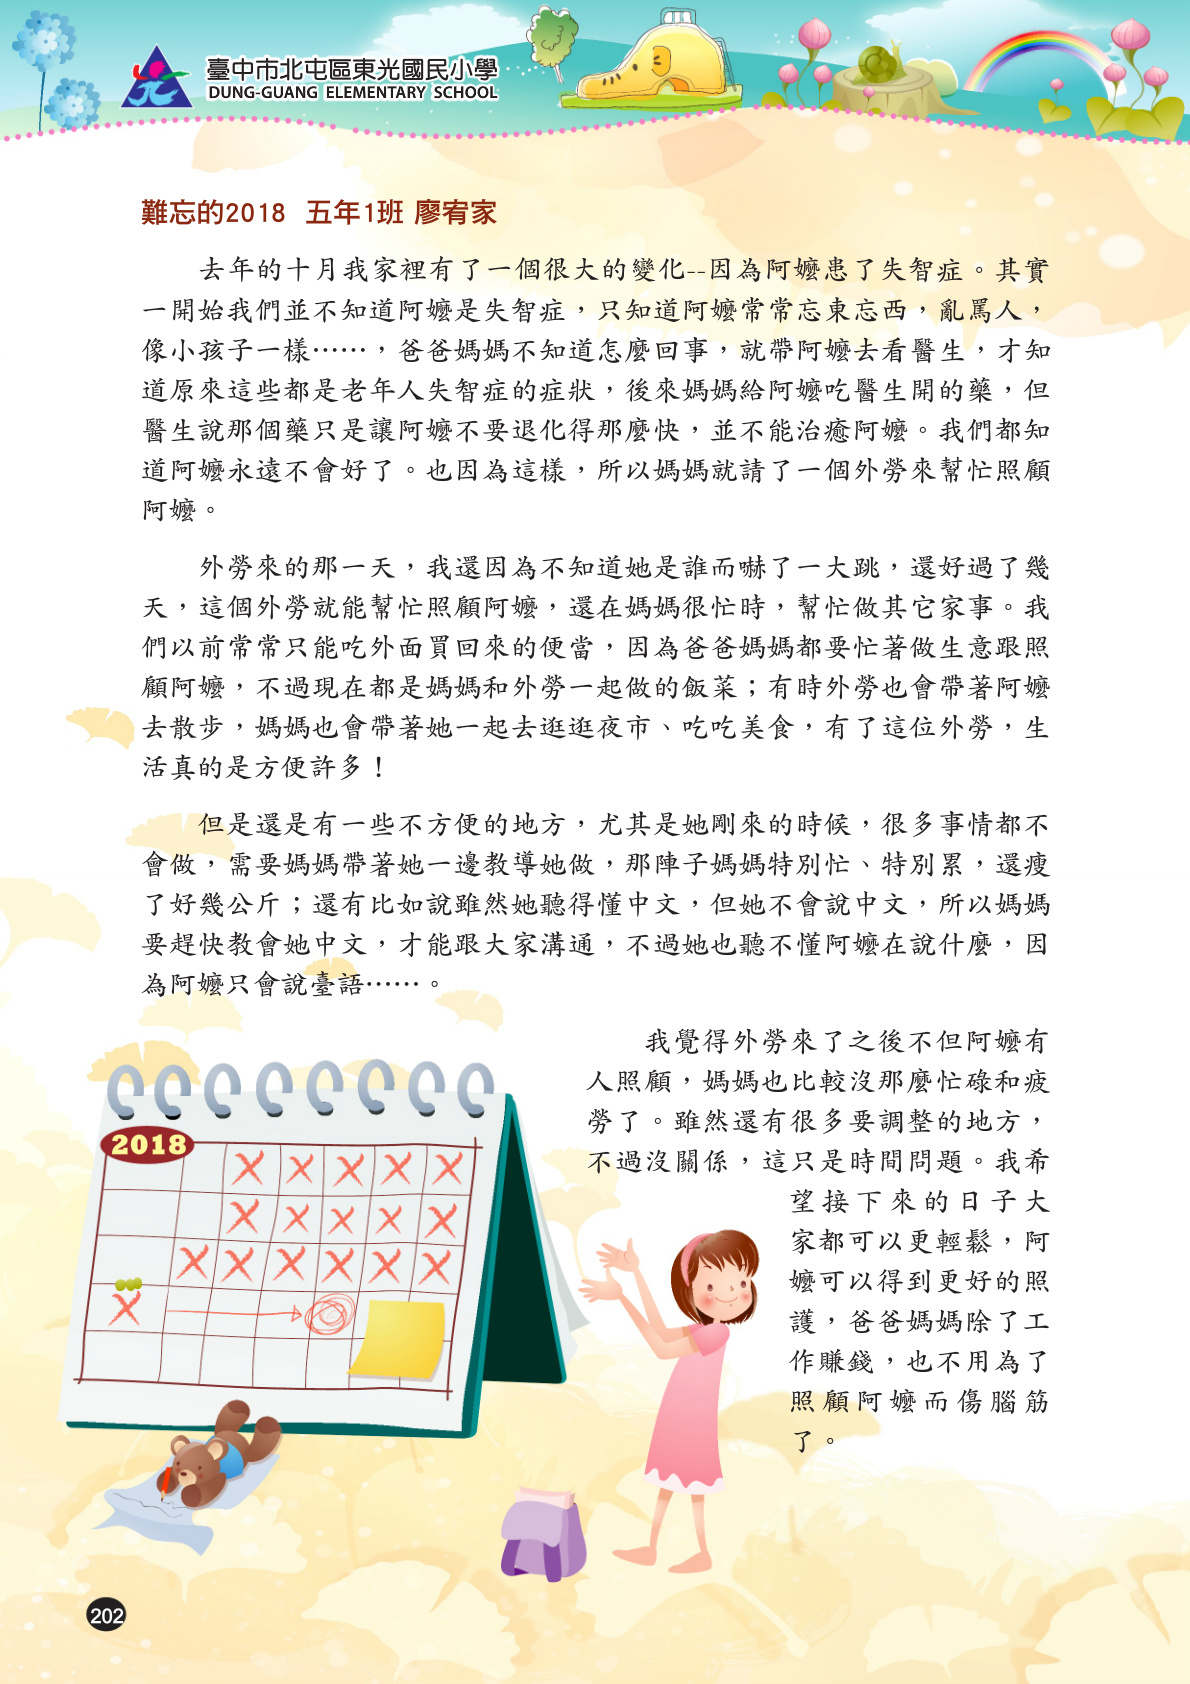 臺中市北屯區東光國民小學
DUNG-GUANG ELEMENTARY SCHOOL
難忘的2018 五年1班 廖宥家
去年的十月我家裡有了一個很大的變化--因為阿嬤患了失智症。其實
一開始我們並不知道阿嬤是失智症，只知道阿嬤常常忘東忘西，亂罵人，
像小孩子一樣……，爸爸媽媽不知道怎麼回事，就帶阿嬤去看醫生，才知
道原來這些都是老年人失智症的症狀，後來媽媽給阿嬤吃醫生開的藥，但
醫生說那個藥只是讓阿嬤不要退化得那麼快，並不能治癒阿嬤。我們都知
道阿嬤永遠不會好了。也因為這樣，所以媽媽就請了一個外勞來幫忙照顧
阿嬤。
外勞來的那一天，我還因為不知道她是誰而嚇了一大跳，還好過了幾
天，這個外勞就能幫忙照顧阿嬤，還在媽媽很忙時，幫忙做其它家事。我
們以前常常只能吃外面買回來的便當，因為爸爸媽媽都要忙著做生意跟照
顧阿嬤，不過現在都是媽媽和外勞一起做的飯菜；有時外勞也會帶著阿嬤
去散步，媽媽也會帶著她一起去逛逛夜市、吃吃美食，有了這位外勞，生
活真的是方便許多！
但是還是有一些不方便的地方，尤其是她剛來的時候，很多事情都不
會做，需要媽媽帶著她一邊教導她做，那陣子媽媽特別忙、特別累，還瘦
了好幾公斤；還有比如說雖然她聽得懂中文，但她不會說中文，所以媽媽
要趕快教會她中文，才能跟大家溝通，不過她也聽不懂阿嬤在說什麼，因
為阿嬤只會說臺語……。
我覺得外勞來了之後不但阿嬤有
人照顧，媽媽也比較沒那麼忙碌和疲
勞了。雖然還有很多要調整的地方，
不過沒關係，這只是時間問題。我希
望接下來的日子大
家都可以更輕鬆，阿
嬤可以得到更好的照
護，爸爸媽媽除了工
作賺錢，也不用為了
照顧阿嬤而傷腦筋
了。
2018
202